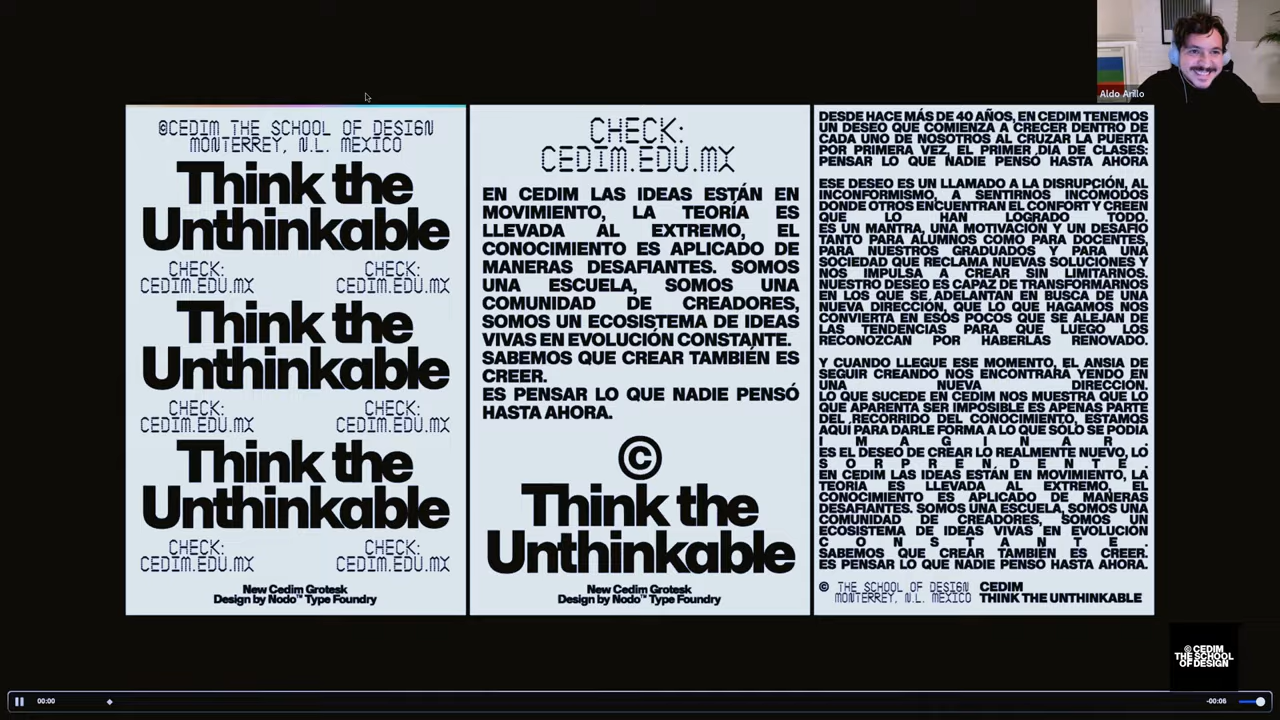 Aldo Arillo
@CEDIM THE SCHOOL OF DESIGN
MONTERREY, N.L. MEXICO
Think the
Unthinkable
CHECK: CHECK:
CEDIM.EDU.MX CEDIM.EDU.MX
Think the
Unthinkable
CHECK: CHECK:
CEDIM.EDU.MX CEDIM.EDU.MX
Think the
Unthinkable
CHECK: CHECK:
CEDIM.EDU.MX CEDIM.EDU.MX
New Cedim Grotesk
Design by Nodo™ Type Foundry
CHECK:
CEDIM.EDU.MX
EN CEDIM LAS IDEAS ESTÁN EN
MOVIMIENTO, LA TEORÍA ES
LLEVADA AL EXTREMO, EL
CONOCIMIENTO ES APLICADO DE
MANERAS DESAFIANTES. SOMOS
UNA ESCUELA, SOMOS UNA
COMUNIDAD DE CREADORES,
SOMOS UN ECOSISTEMA DE IDEAS
VIVAS EN EVOLUCIÓN CONSTANTE.
SABEMOS QUE CREAR TAMBIÉN ES
CREER.
ES PENSAR LO QUE NADIE PENSÓ
HASTA AHORA.
©
Think the
Unthinkable
New Cedim Grotesk
Design by Nodo™ Type Foundry
DESDE HACE MÁS DE 40 AÑOS, EN CEDIM TENEMOS
UN DESEO QUE COMIENZA A CRECER DENTRO DE
CADA UNO DE NOSOTROS AL CRUZAR LA PUERTA
POR PRIMERA VEZ, EL PRIMER DÍA DE CLASES:
PENSAR LO QUE NADIE PENSÓ HASTA AHORA
ESE DESEO ES UN LLAMADO A LA DISRUPCIÓN, AL
INCONFORMISMO, A SENTIRNOS INCÓMODOS
DONDE OTROS ENCUENTRAN EL CONFORT Y CREEN
QUE LO HAN LOGRADO TODO.
ES UN MANTRA, UNA MOTIVACIÓN Y UN DESAFÍO
TANTO PARA ALUMNOS COMO PARA DOCENTES,
PARA NUESTROS GRADUADOS Y PARA UNA
SOCIEDAD QUE RECLAMA NUEVAS SOLUCIONES Y
NOS IMPULSA A CREAR SIN LIMITARNOS.
NUESTRO DESEO ES CAPAZ DE TRANSFORMARNOS
EN LOS QUE SE ADELANTAN EN BUSCA DE UNA
NUEVA DIRECCIÓN, QUE LO QUE HAGAMOS NOS
CONVIERTA EN ESOS POCOS QUE SE ALEJAN DE
LAS TENDENCIAS PARA QUE LUEGO LOS
RECONOZCAN POR HABERLAS RENOVADO.
Y CUANDO LLEGUE ESE MOMENTO, EL ANSIA DE
SEGUIR CREANDO NOS ENCONTRARÁ YENDO EN
UNA NUEVA DIRECCIÓN.
LO QUE SUCEDE EN CEDIM NOS MUESTRA QUE LO
QUE APARENTA SER IMPOSIBLE ES APENAS PARTE
DEL RECORRIDO DEL CONOCIMIENTO, ESTAMOS
AQUÍ PARA DARLE FORMA A LO QUE SÓLO SE PODÍA
IMAGINAR.
ES EL DESEO DE CREAR LO REALMENTE NUEVO, LO
SORPRENDENTE.
EN CEDIM LAS IDEAS ESTÁN EN MOVIMIENTO, LA
TEORÍA ES LLEVADA AL EXTREMO, EL
CONOCIMIENTO ES APLICADO DE MANERAS
DESAFIANTES. SOMOS UNA ESCUELA, SOMOS UNA
COMUNIDAD DE CREADORES, SOMOS UN
ECOSISTEMA DE IDEAS VIVAS EN EVOLUCIÓN
CONSTANTE.
SABEMOS QUE CREAR TAMBIÉN ES CREER.
ES PENSAR LO QUE NADIE PENSÓ HASTA AHORA.
© THE SCHOOL OF DESIGN CEDIM
MONTERREY, N.L. MEXICO THINK THE UNTHINKABLE
© CEDIM
THE SCHOOL
OF DESIGN
00:00 -00:06